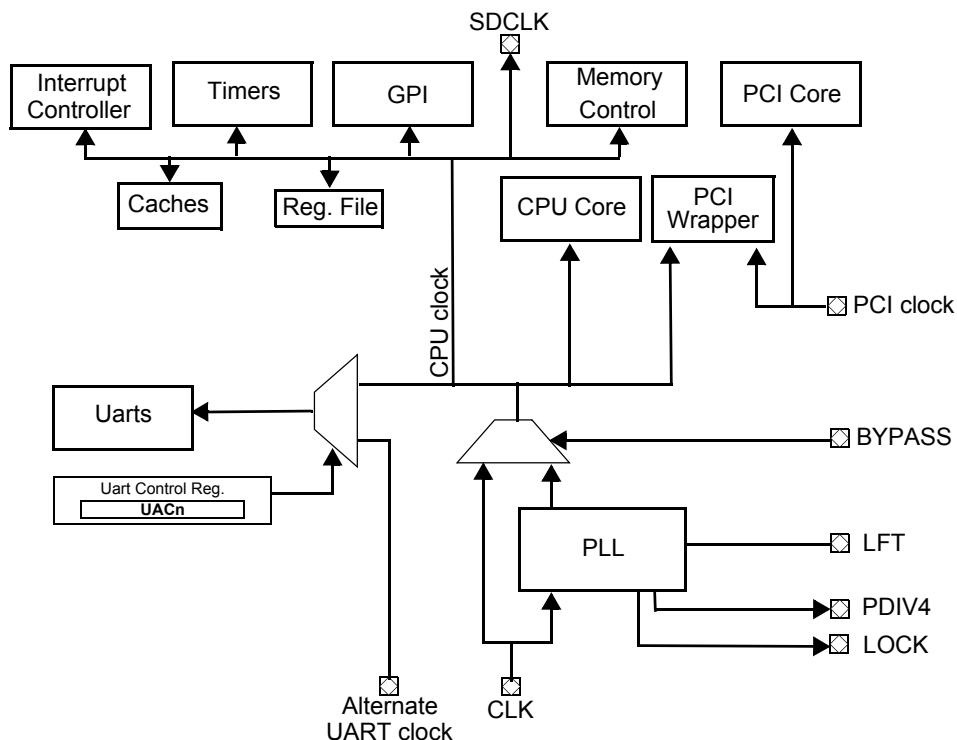 SDCLK
Interrupt
Controller
Timers
GPI
Memory
Control
PCI Core
Caches
Reg. File
CPU Core
PCI
Wrapper
CPU clock
PCI clock
Uarts
BYPASS
Uart Control Reg.
UACn
PLL
LFT
PDIV4
LOCK
Alternate
UART clock
CLK